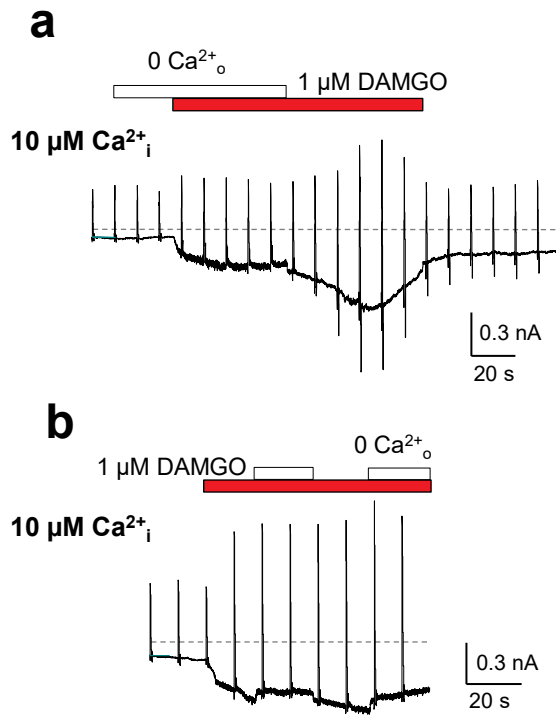 a
0 Ca²⁺ₒ
1 µM DAMGO
10 µM Ca²⁺ᵢ
0.3 nA
20 s
b
0 Ca²⁺ₒ
1 µM DAMGO
10 µM Ca²⁺ᵢ
0.3 nA
20 s